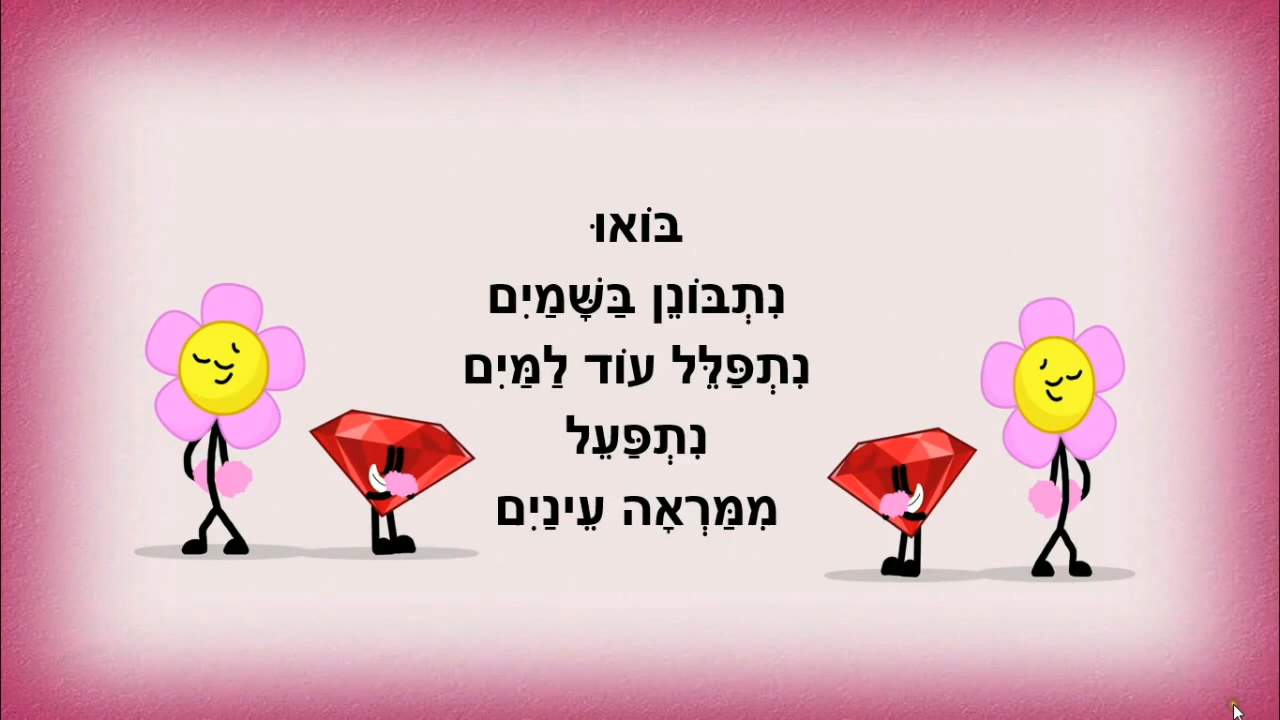 בּוֹאוּ
נִתְבּוֹנֵן בַּשָּׁמַיִם
נִתְפַּלֵּל עוֹד לַמַּיִם
נִתְפַּעֵל
מִמַּרְאָה עֵינַיִם